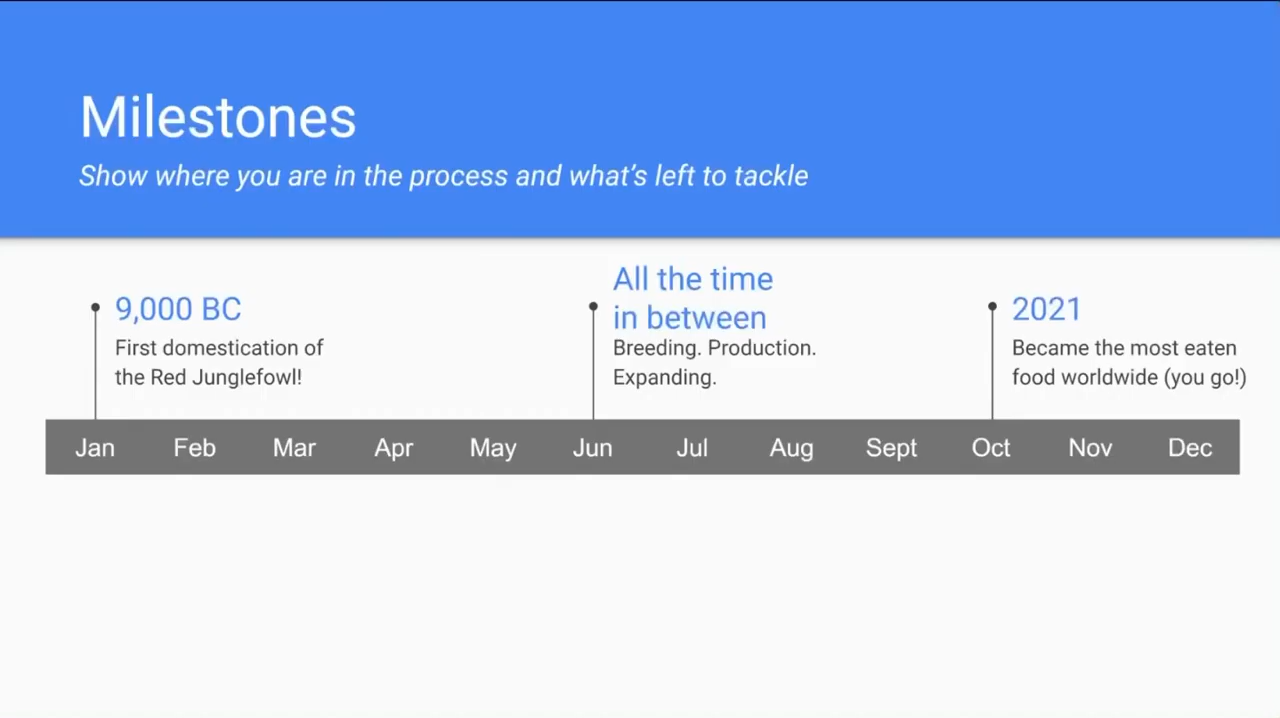 Milestones
Show where you are in the process and what's left to tackle
9,000 BC
First domestication of
the Red Junglefowl!
All the time
in between
Breeding. Production.
Expanding.
2021
Became the most eaten
food worldwide (you go!)
Jan Feb Mar Apr May Jun Jul Aug Sept Oct Nov Dec